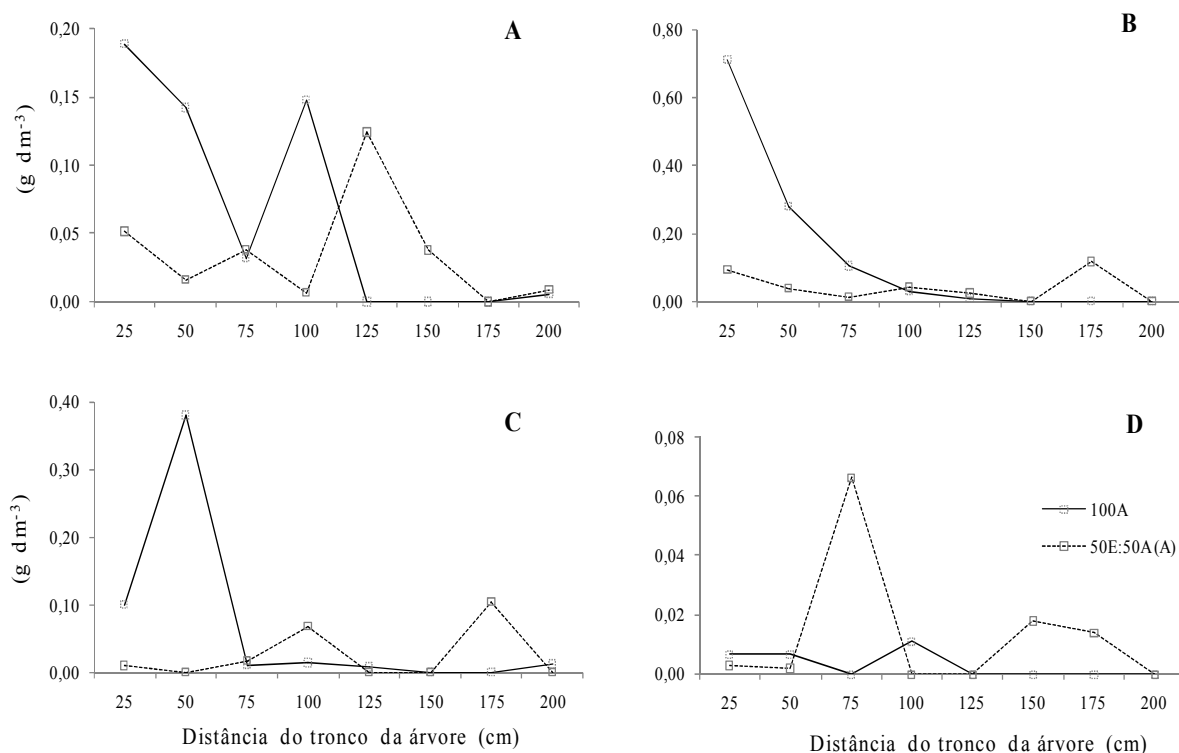 A
(g dm-3)
0,20
0,15
0,10
0,05
0,00
25 50 75 100 125 150 175 200
B
0,80
0,60
0,40
0,20
0,00
25 50 75 100 125 150 175 200
C
(g dm-3)
0,40
0,30
0,20
0,10
0,00
25 50 75 100 125 150 175 200
Distância do tronco da árvore (cm)
D
0,08
0,06
0,04
0,02
0,00
100A
50E:50A(A)
25 50 75 100 125 150 175 200
Distância do tronco da árvore (cm)